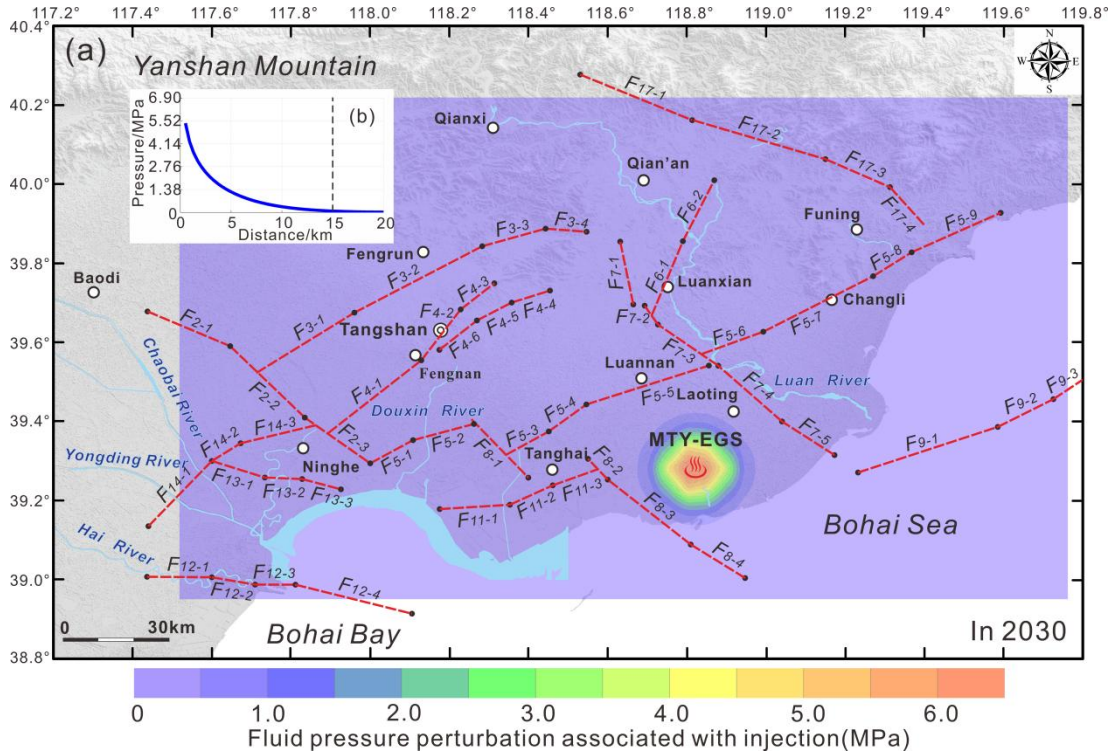 117.2° 117.4° 117.6° 117.8° 118.0° 118.2° 118.4° 118.6° 118.8° 119.0° 119.2° 119.4° 119.6° 119.8°
40.4°
40.2°
40.0°
39.8°
39.6°
39.4°
39.2°
39.0°
38.8°
(a)
Yanshan Mountain
N
W E
S
(b)
Pressure/MPa
6.90
5.52
4.14
2.76
1.38
0
0 5 10 15 20
Distance/km
F17-1
F17-2
F17-3
F17-4
Qianxi
Qian'an
Funing
Fengrun
Baodi
Luanxian
Changli
Tangshan
Fengnan
Luannan
Laoting
Ninghe
Tanghai
MTY-EGS
F3-1
F3-2
F3-3
F3-4
F6-2
F6-1
F7-1
F7-2
F7-3
F7-4
F7-5
F5-9
F5-8
F5-7
F5-6
F5-5
F5-4
F5-3
F5-2
F5-1
F4-3
F4-2
F4-1
F4-4
F4-5
F4-6
F2-1
F2-2
F2-3
F14-3
F14-2
F14-1
F13-1
F13-2
F13-3
F8-1
F8-2
F8-3
F8-4
F11-1
F11-2
F11-3
F12-1
F12-2
F12-3
F12-4
F9-1
F9-2
F9-3
Chaobai River
Yongding River
Hai River
Douxin River
Luan River
Bohai Sea
Bohai Bay
0 30km
In 2030
0 1.0 2.0 3.0 4.0 5.0 6.0
Fluid pressure perturbation associated with injection(MPa)